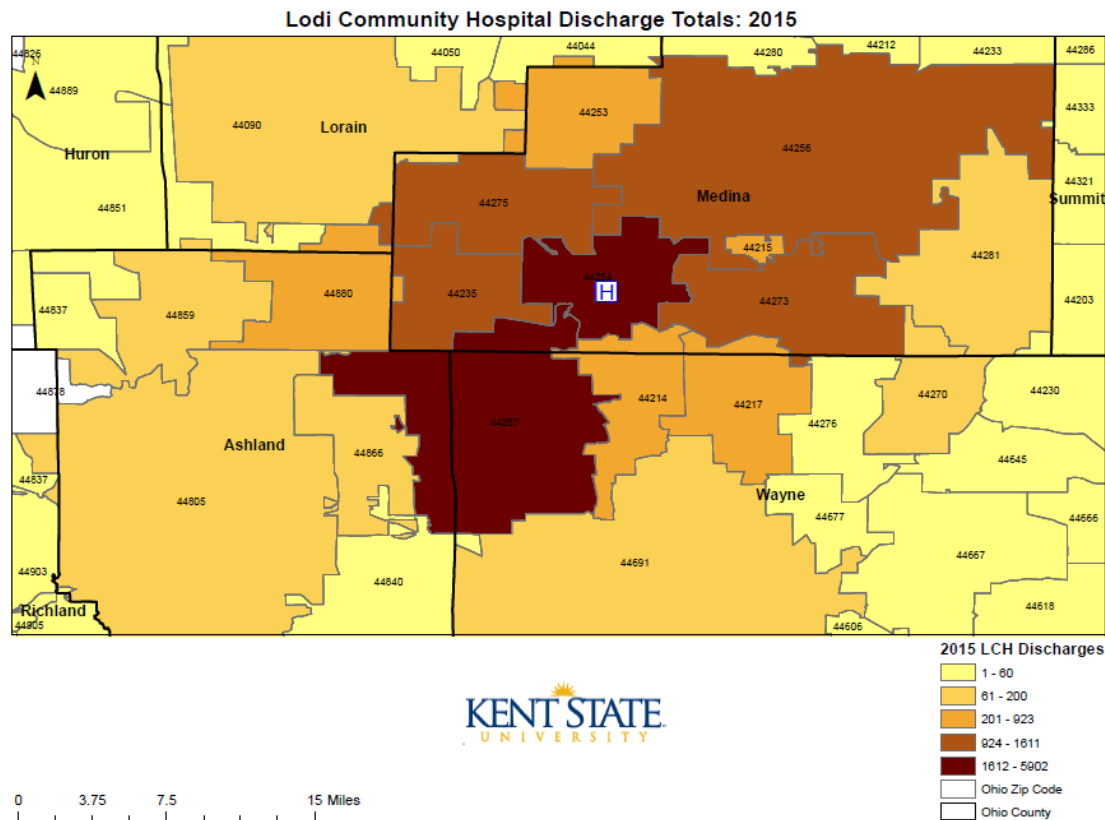 Lodi Community Hospital Discharge Totals: 2015
44826
N
44889
Huron
44851
44090
Lorain
44050
44044
44280
44212
44233
44286
44253
44333
44256
44321
Summit
Medina
44275
44215
44281
44254
H
44235
44273
44203
44837
44859
44880
44878
44287
44214
44217
44276
44270
44230
Ashland
44866
44645
44837
44805
Wayne
44677
44666
44667
44691
44903
44840
Richland
44905
44606
44618
2015 LCH Discharges
1 - 60
61 - 200
201 - 923
924 - 1611
1612 - 5902
Ohio Zip Code
Ohio County
KENT STATE
UNIVERSITY
0 3.75 7.5 15 Miles